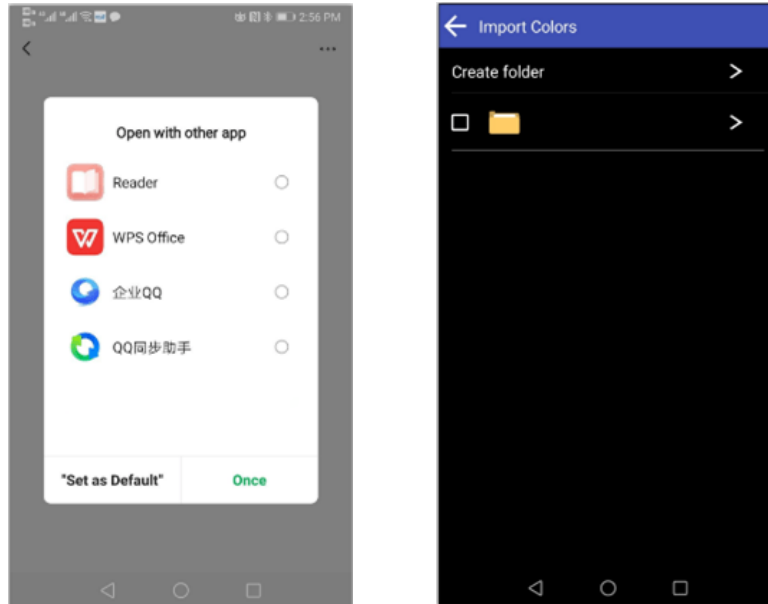 2:56 PM
Open with other app
Reader
WPS Office
企业QQ
QQ同步助手
"Set as Default"
Once
Import Colors
Create folder